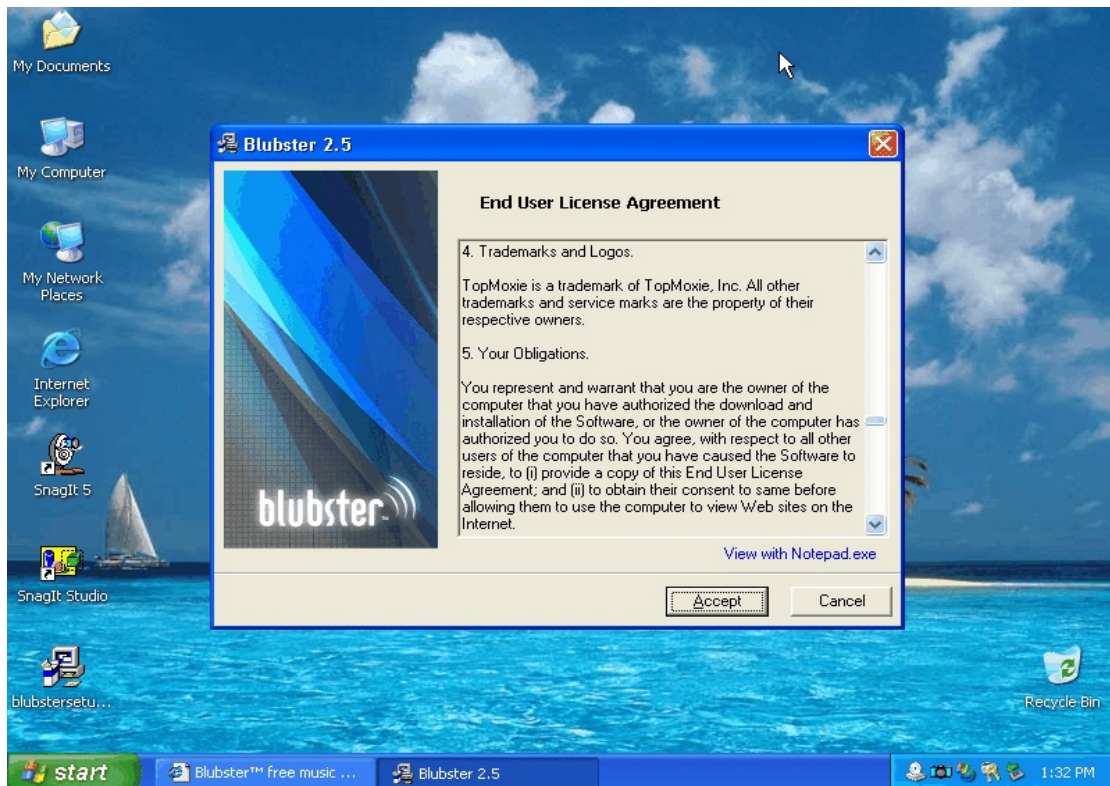 My Documents
My Computer
My Network
Places
Internet
Explorer
SnagIt 5
SnagIt Studio
blubstersetu...
Blubster 2.5
End User License Agreement
4. Trademarks and Logos.
TopMoxie is a trademark of TopMoxie, Inc. All other
trademarks and service marks are the property of their
respective owners.
5. Your Obligations.
You represent and warrant that you are the owner of the
computer that you have authorized the download and
installation of the Software, or the owner of the computer has
authorized you to do so. You agree, with respect to all other
users of the computer that you have caused the Software to
reside, to (i) provide a copy of this End User License
Agreement; and (ii) to obtain their consent to same before
allowing them to use the computer to view Web sites on the
Internet.
blubster
View with Notepad.exe
Accept
Cancel
Recycle Bin
start
Blubster™ free music ...
Blubster 2.5
1:32 PM